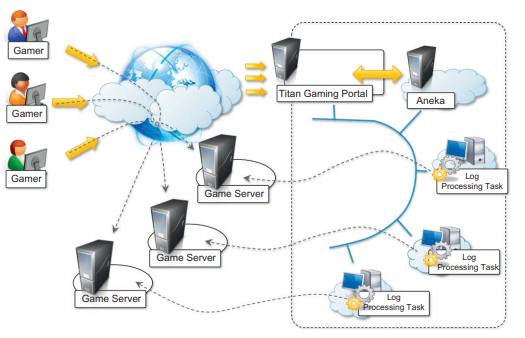 Gamer
Gamer
Gamer
Titan Gaming Portal
Aneka
Game Server
Game Server
Game Server
Log
Processing Task
Log
Processing Task
Log
Processing Task